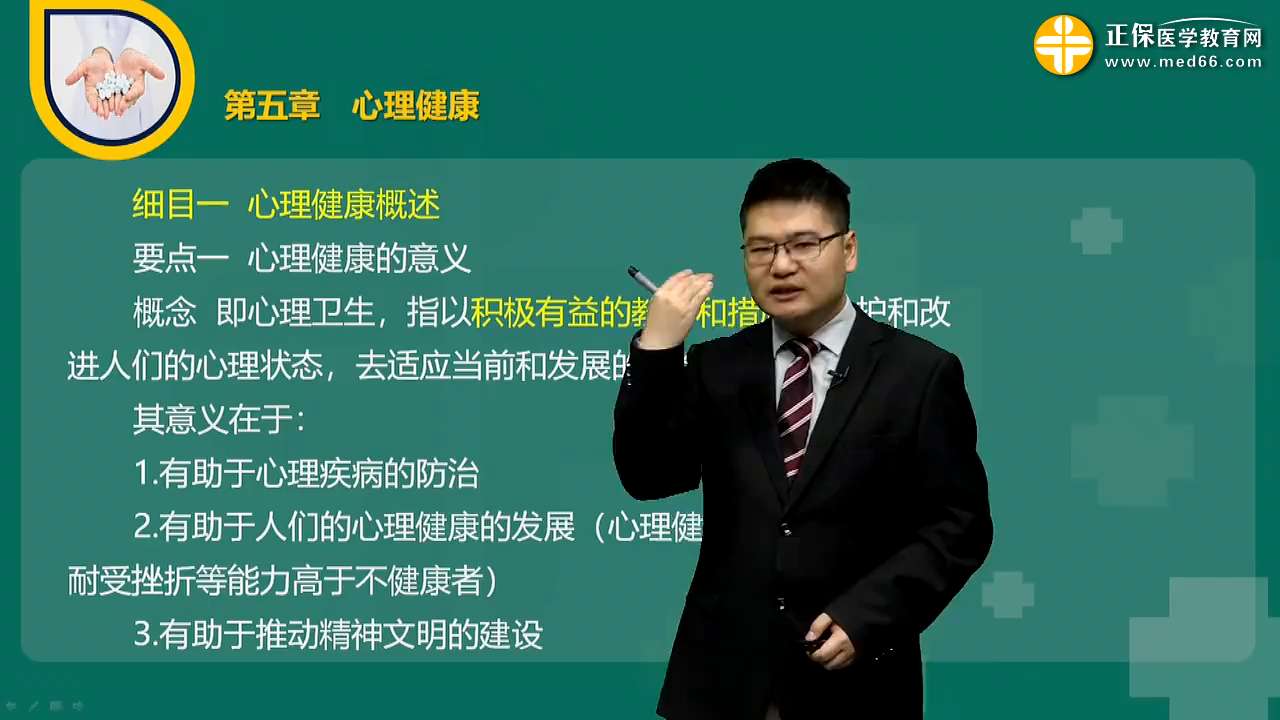 正保医学教育网
www.med66.com
第五章 心理健康
细目一 心理健康概述
要点一 心理健康的意义
概念 即心理卫生，指以积极有益的教 和措 护和改
进人们的心理状态，去适应当前和发展的
其意义在于：
1.有助于心理疾病的防治
2.有助于人们的心理健康的发展（心理健
耐受挫折等能力高于不健康者）
3.有助于推动精神文明的建设